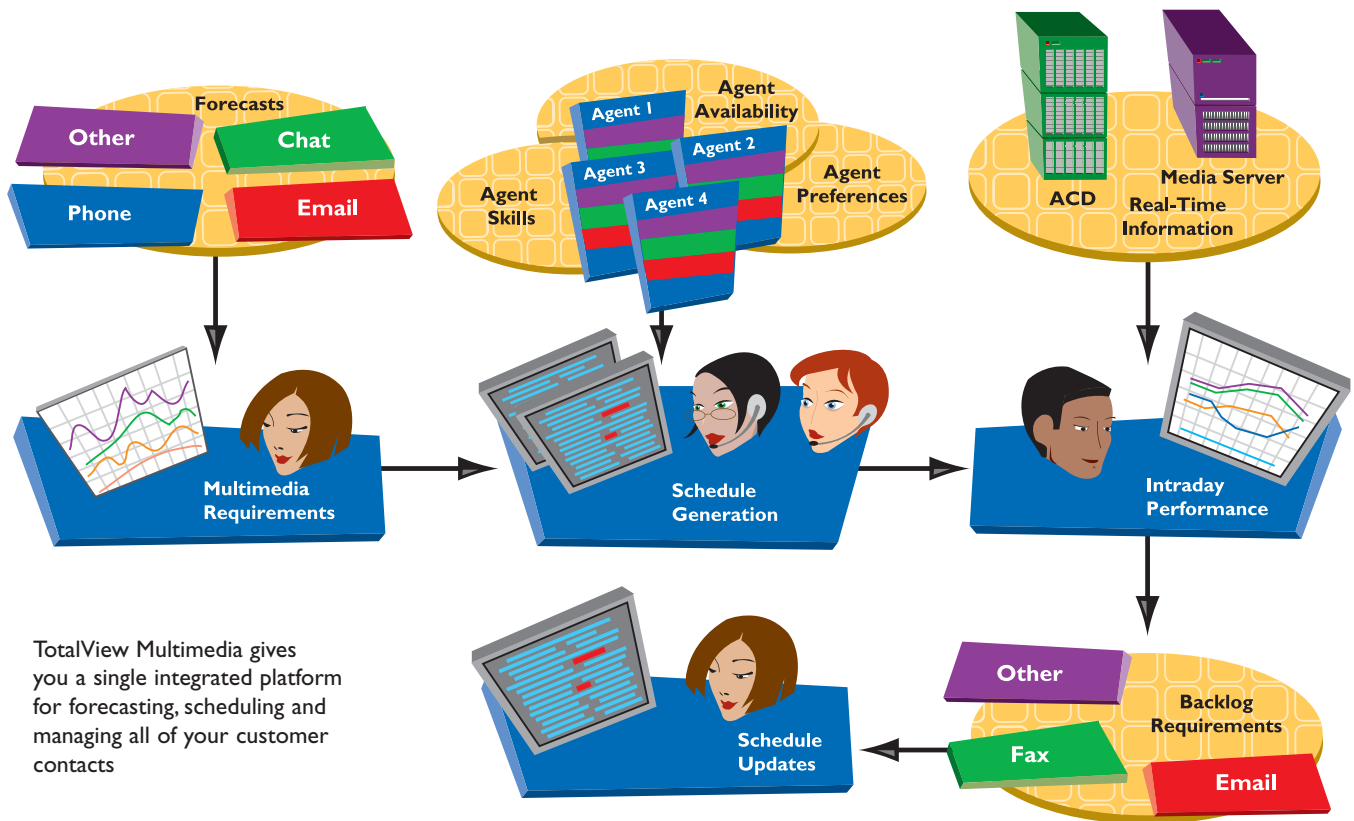 Forecasts
Other
Chat
Phone
Email
Agent
Availability
Agent 1
Agent 2
Agent 3
Agent 4
Agent
Skills
Agent
Preferences
ACD
Media Server
Real-Time
Information
Multimedia
Requirements
Schedule
Generation
Intraday
Performance
TotalView Multimedia gives
you a single integrated platform
for forecasting, scheduling and
managing all of your customer
contacts
Schedule
Updates
Other
Backlog
Requirements
Fax
Email